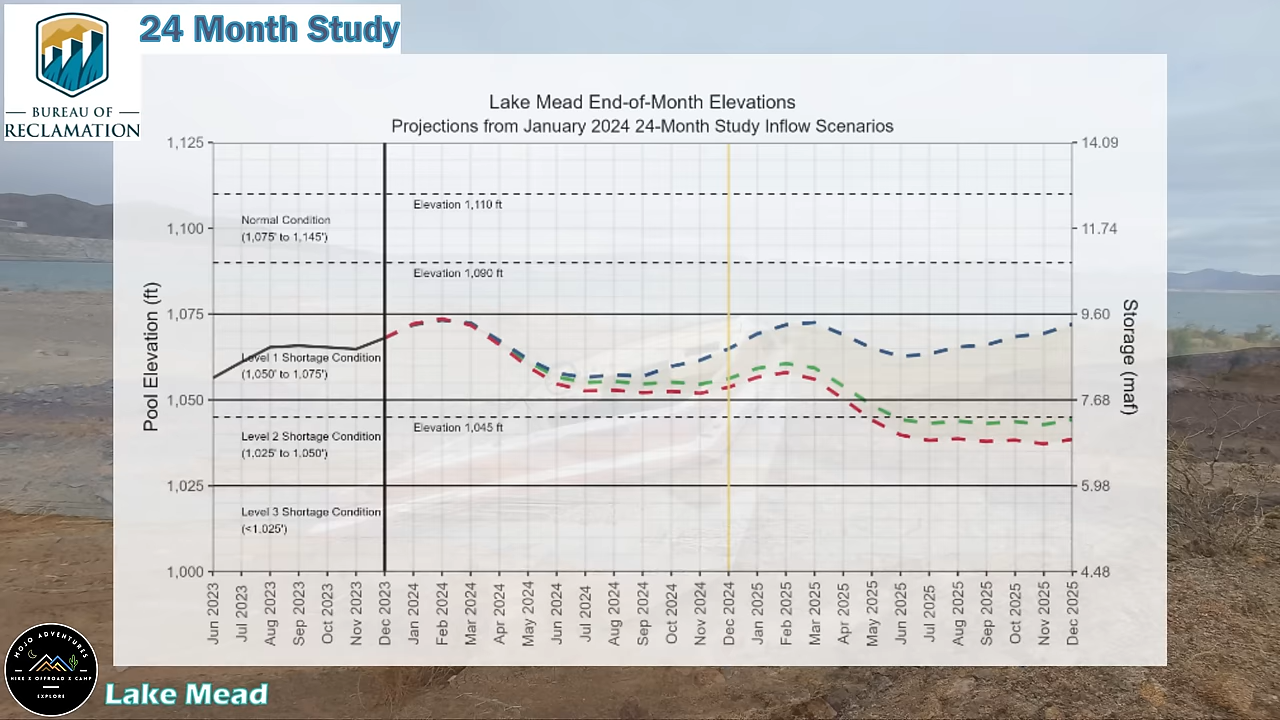 24 Month Study
BUREAU OF
RECLAMATION
Lake Mead End-of-Month Elevations
Projections from January 2024 24-Month Study Inflow Scenarios
1,125
14.09
Elevation 1,110 ft
Normal Condition
(1,075' to 1,145')
1,100
11.74
Elevation 1,090 ft
1,075
9.60
Level 1 Shortage Condition
(1,050' to 1,075')
Pool Elevation (ft)
Storage (maf)
1,050
7.68
Elevation 1,045 ft
Level 2 Shortage Condition
(1,025' to 1,050')
1,025
5.98
Level 3 Shortage Condition
(<1,025')
1,000
4.48
Jun 2023
Jul 2023
Aug 2023
Sep 2023
Oct 2023
Nov 2023
Dec 2023
Jan 2024
Feb 2024
Mar 2024
Apr 2024
May 2024
Jun 2024
Jul 2024
Aug 2024
Sep 2024
Oct 2024
Nov 2024
Dec 2024
Jan 2025
Feb 2025
Mar 2025
Apr 2025
May 2025
Jun 2025
Jul 2025
Aug 2025
Sep 2025
Oct 2025
Nov 2025
Dec 2025
MOJO ADVENTURES
HIKE X OFFROAD X CAMP
EXPLORE
Lake Mead